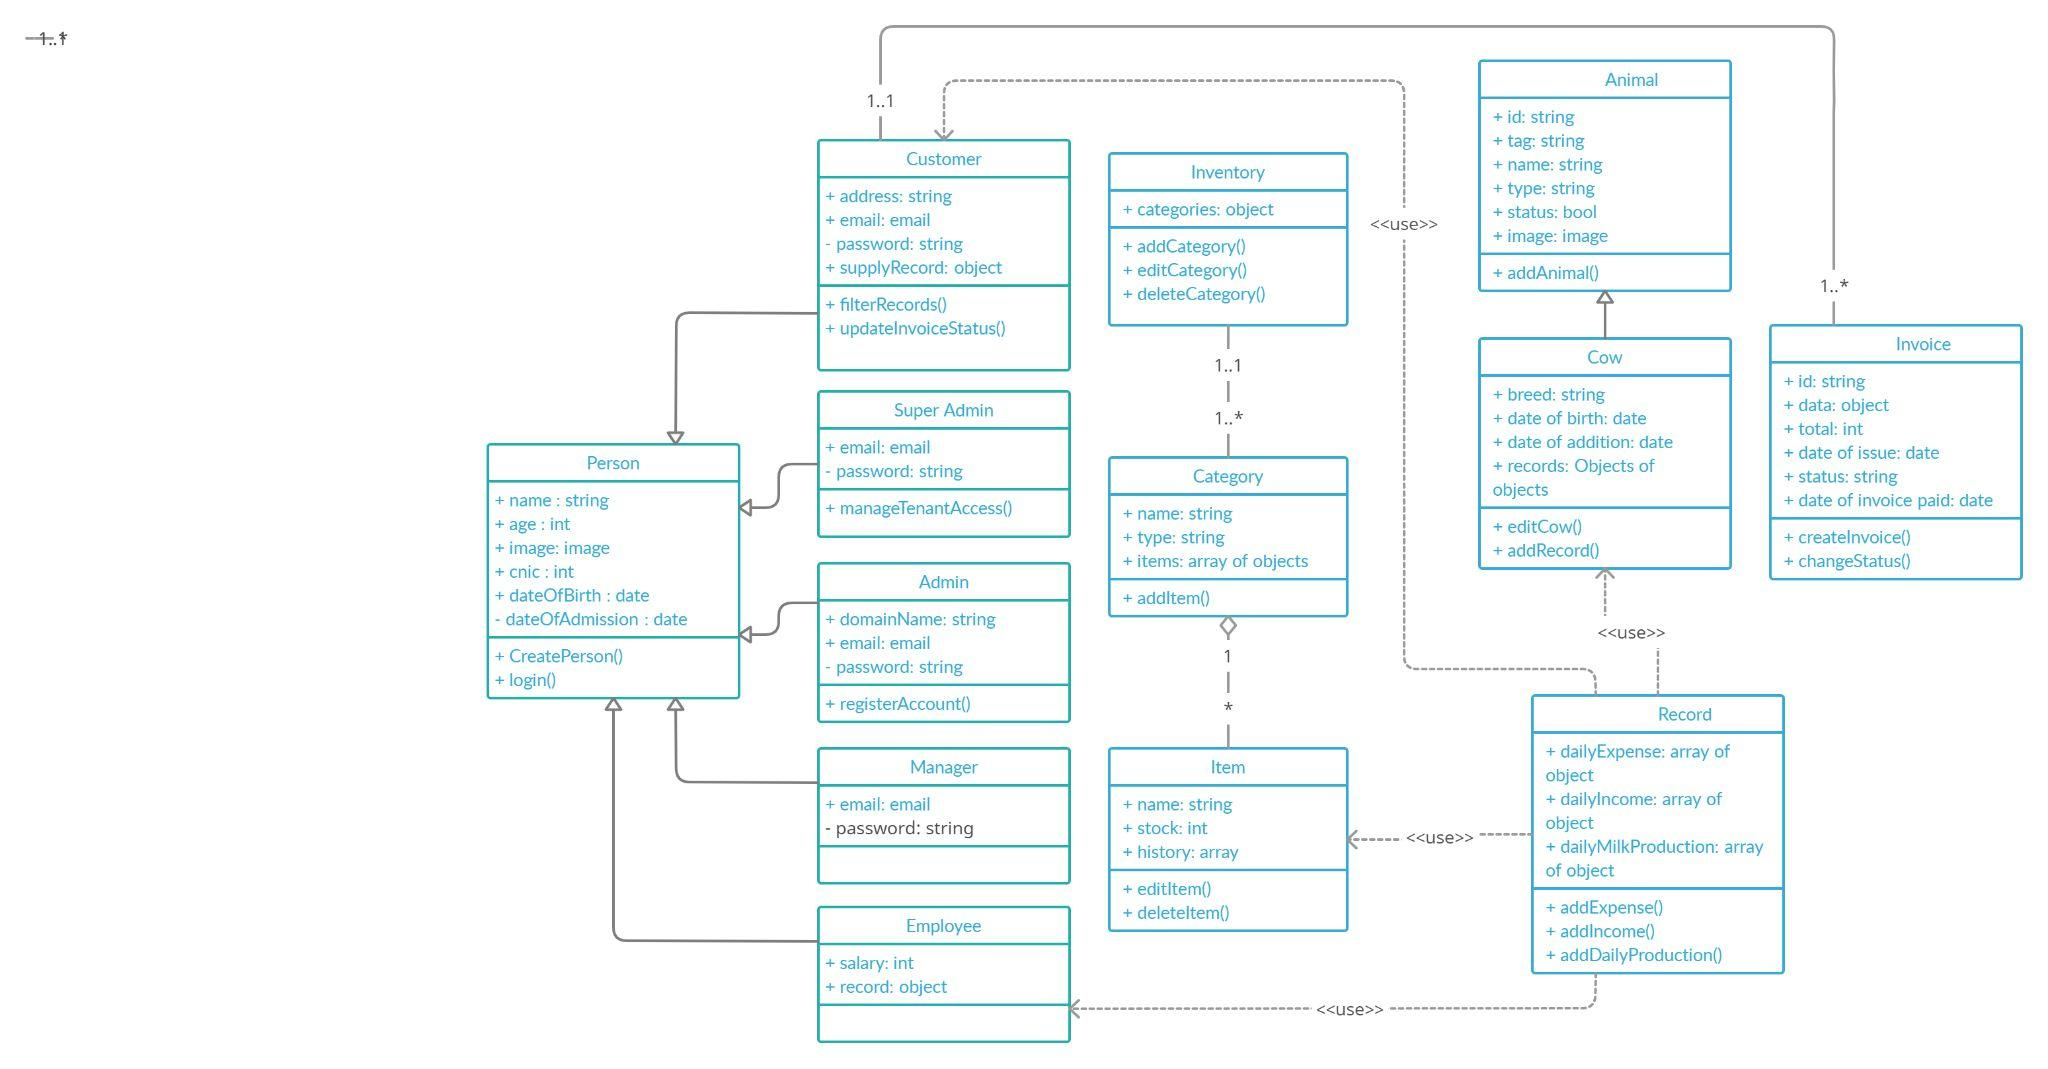 1..1
Customer
+ address: string
+ email: email
- password: string
+ supplyRecord: object
+ filterRecords()
+ updateInvoiceStatus()
Super Admin
+ email: email
- password: string
+ manageTenantAccess()
Person
+ name : string
+ age : int
+ image: image
+ cnic : int
+ dateOfBirth : date
- dateOfAdmission : date
+ CreatePerson()
+ login()
Admin
+ domainName: string
+ email: email
- password: string
+ registerAccount()
Manager
+ email: email
- password: string
Employee
+ salary: int
+ record: object
Inventory
+ categories: object
+ addCategory()
+ editCategory()
+ deleteCategory()
1..1
1..*
Category
+ name: string
+ type: string
+ items: array of objects
+ addItem()
1
*
Item
+ name: string
+ stock: int
+ history: array
+ editItem()
+ deleteItem()
<<use>>
Animal
+ id: string
+ tag: string
+ name: string
+ type: string
+ status: bool
+ image: image
+ addAnimal()
Cow
+ breed: string
+ date of birth: date
+ date of addition: date
+ records: Objects of
objects
+ editCow()
+ addRecord()
1..*
Invoice
+ id: string
+ data: object
+ total: int
+ date of issue: date
+ status: string
+ date of invoice paid: date
+ createInvoice()
+ changeStatus()
<<use>>
Record
+ dailyExpense: array of
object
+ dailyIncome: array of
object
+ dailyMilkProduction: array
of object
+ addExpense()
+ addIncome()
+ addDailyProduction()
<<use>>
<<use>>